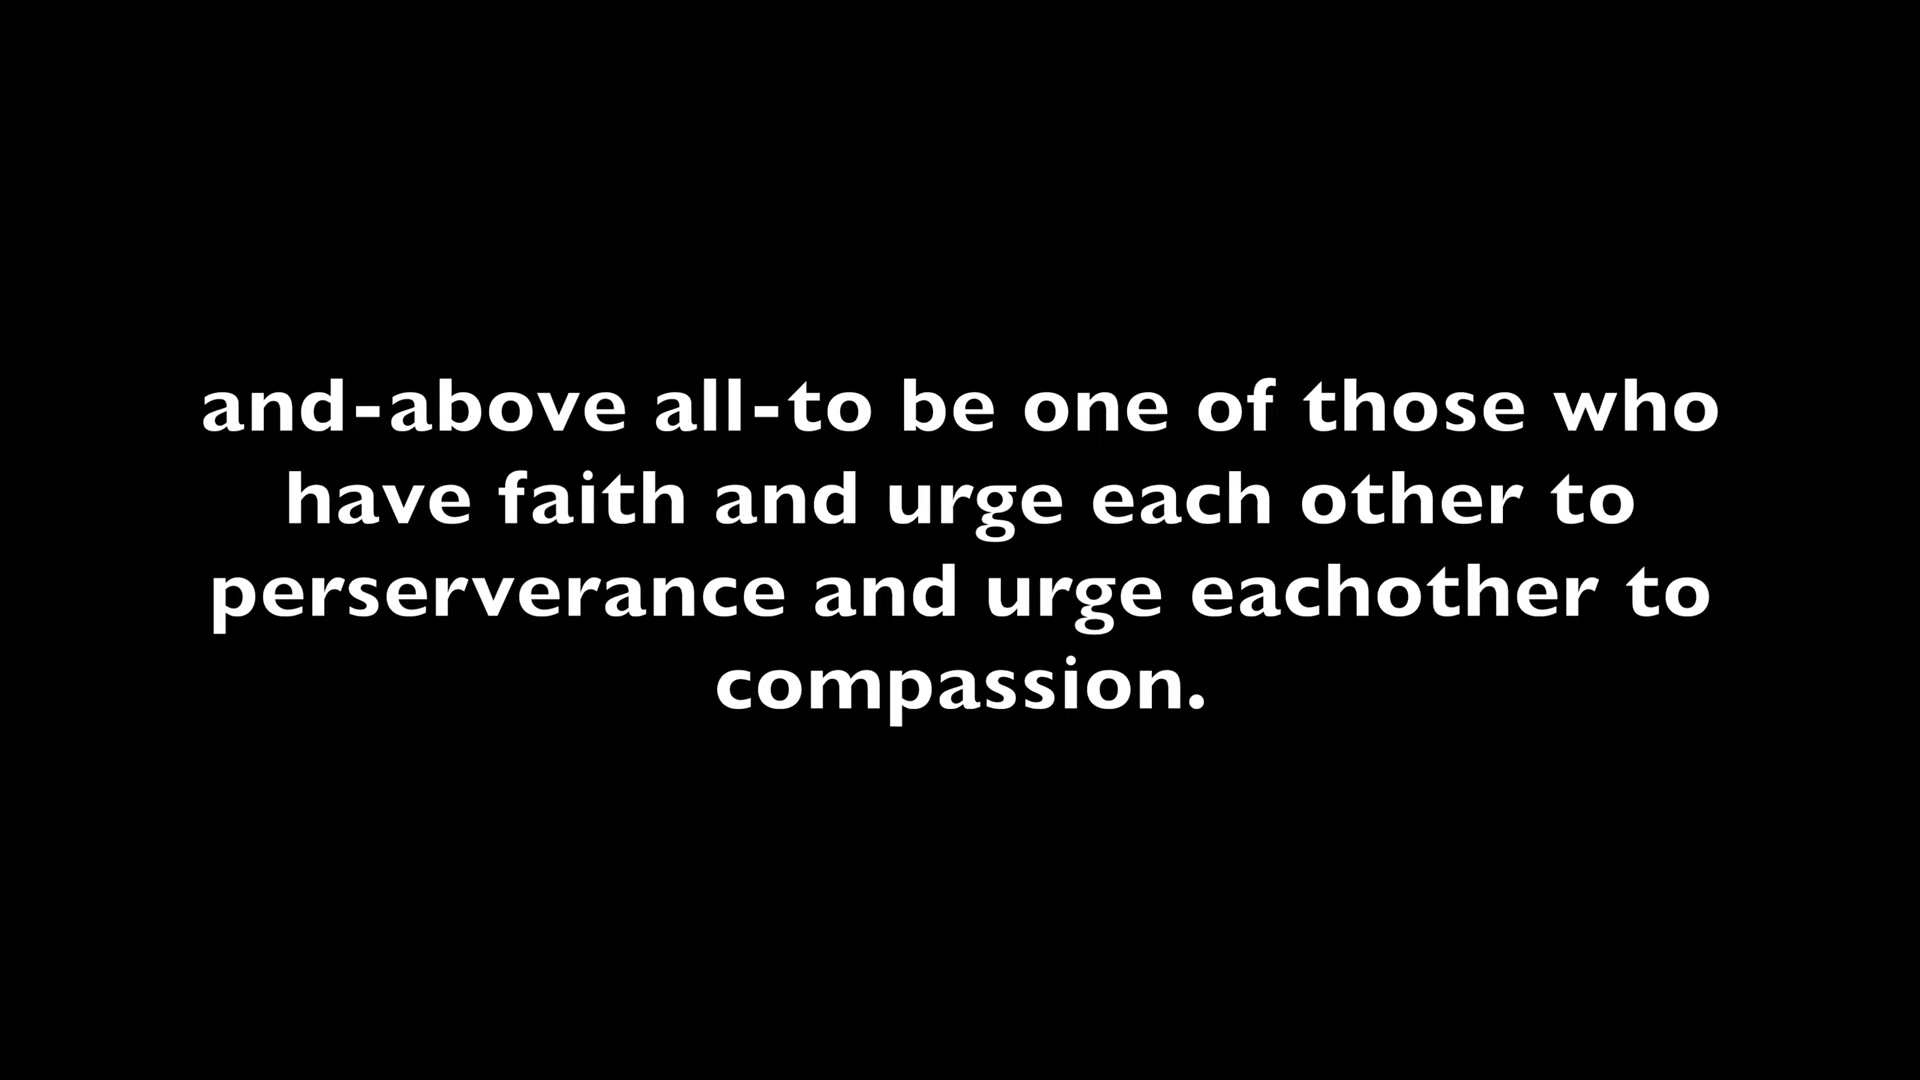 and-above all-to be one of those who
have faith and urge each other to
perserverance and urge eachother to
compassion.